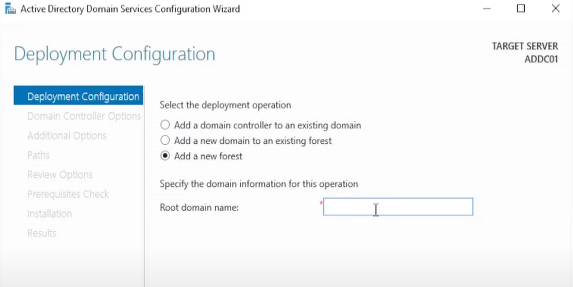 Active Directory Domain Services Configuration Wizard
Deployment Configuration
TARGET SERVER
ADDC01
Deployment Configuration
Domain Controller Options
Additional Options
Paths
Review Options
Prerequisites Check
Installation
Results
Select the deployment operation
Add a domain controller to an existing domain
Add a new domain to an existing forest
Add a new forest
Specify the domain information for this operation
Root domain name: *